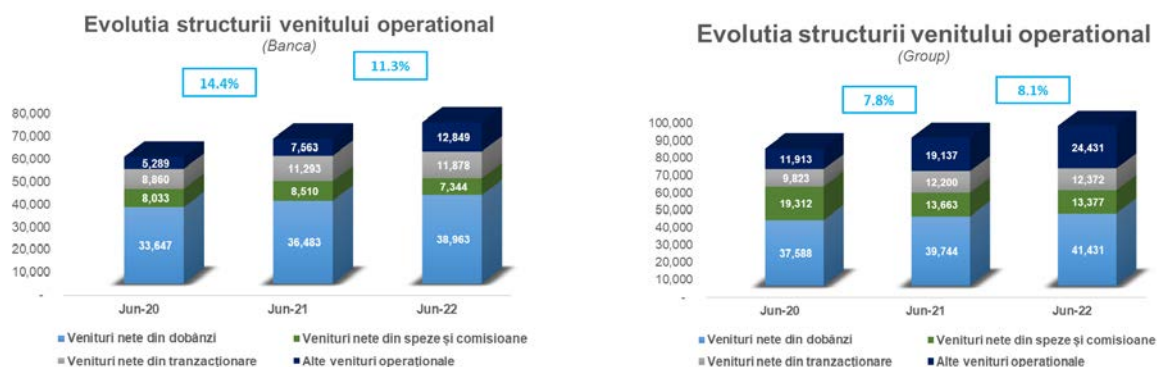 Evolutia structurii venitului operational
(Banca)
14.4%
11.3%
80,000
70,000
60,000
50,000
40,000
30,000
20,000
10,000
-
5,289
8,860
8,033
33,647
7,563
11,293
8,510
36,483
12,849
11,878
7,344
38,963
Jun-20
Jun-21
Jun-22
Venituri nete din dobânzi
Venituri nete din speze și comisioane
Venituri nete din tranzacționare
Alte venituri operaționale
Evolutia structurii venitului operational
(Group)
7.8%
8.1%
100,000
90,000
80,000
70,000
60,000
50,000
40,000
30,000
20,000
10,000
-
11,913
9,823
19,312
37,588
19,137
12,200
13,663
39,744
24,431
12,372
13,377
41,431
Jun-20
Jun-21
Jun-22
Venituri nete din dobânzi
Venituri nete din speze și comisioane
Venituri nete din tranzacționare
Alte venituri operaționale